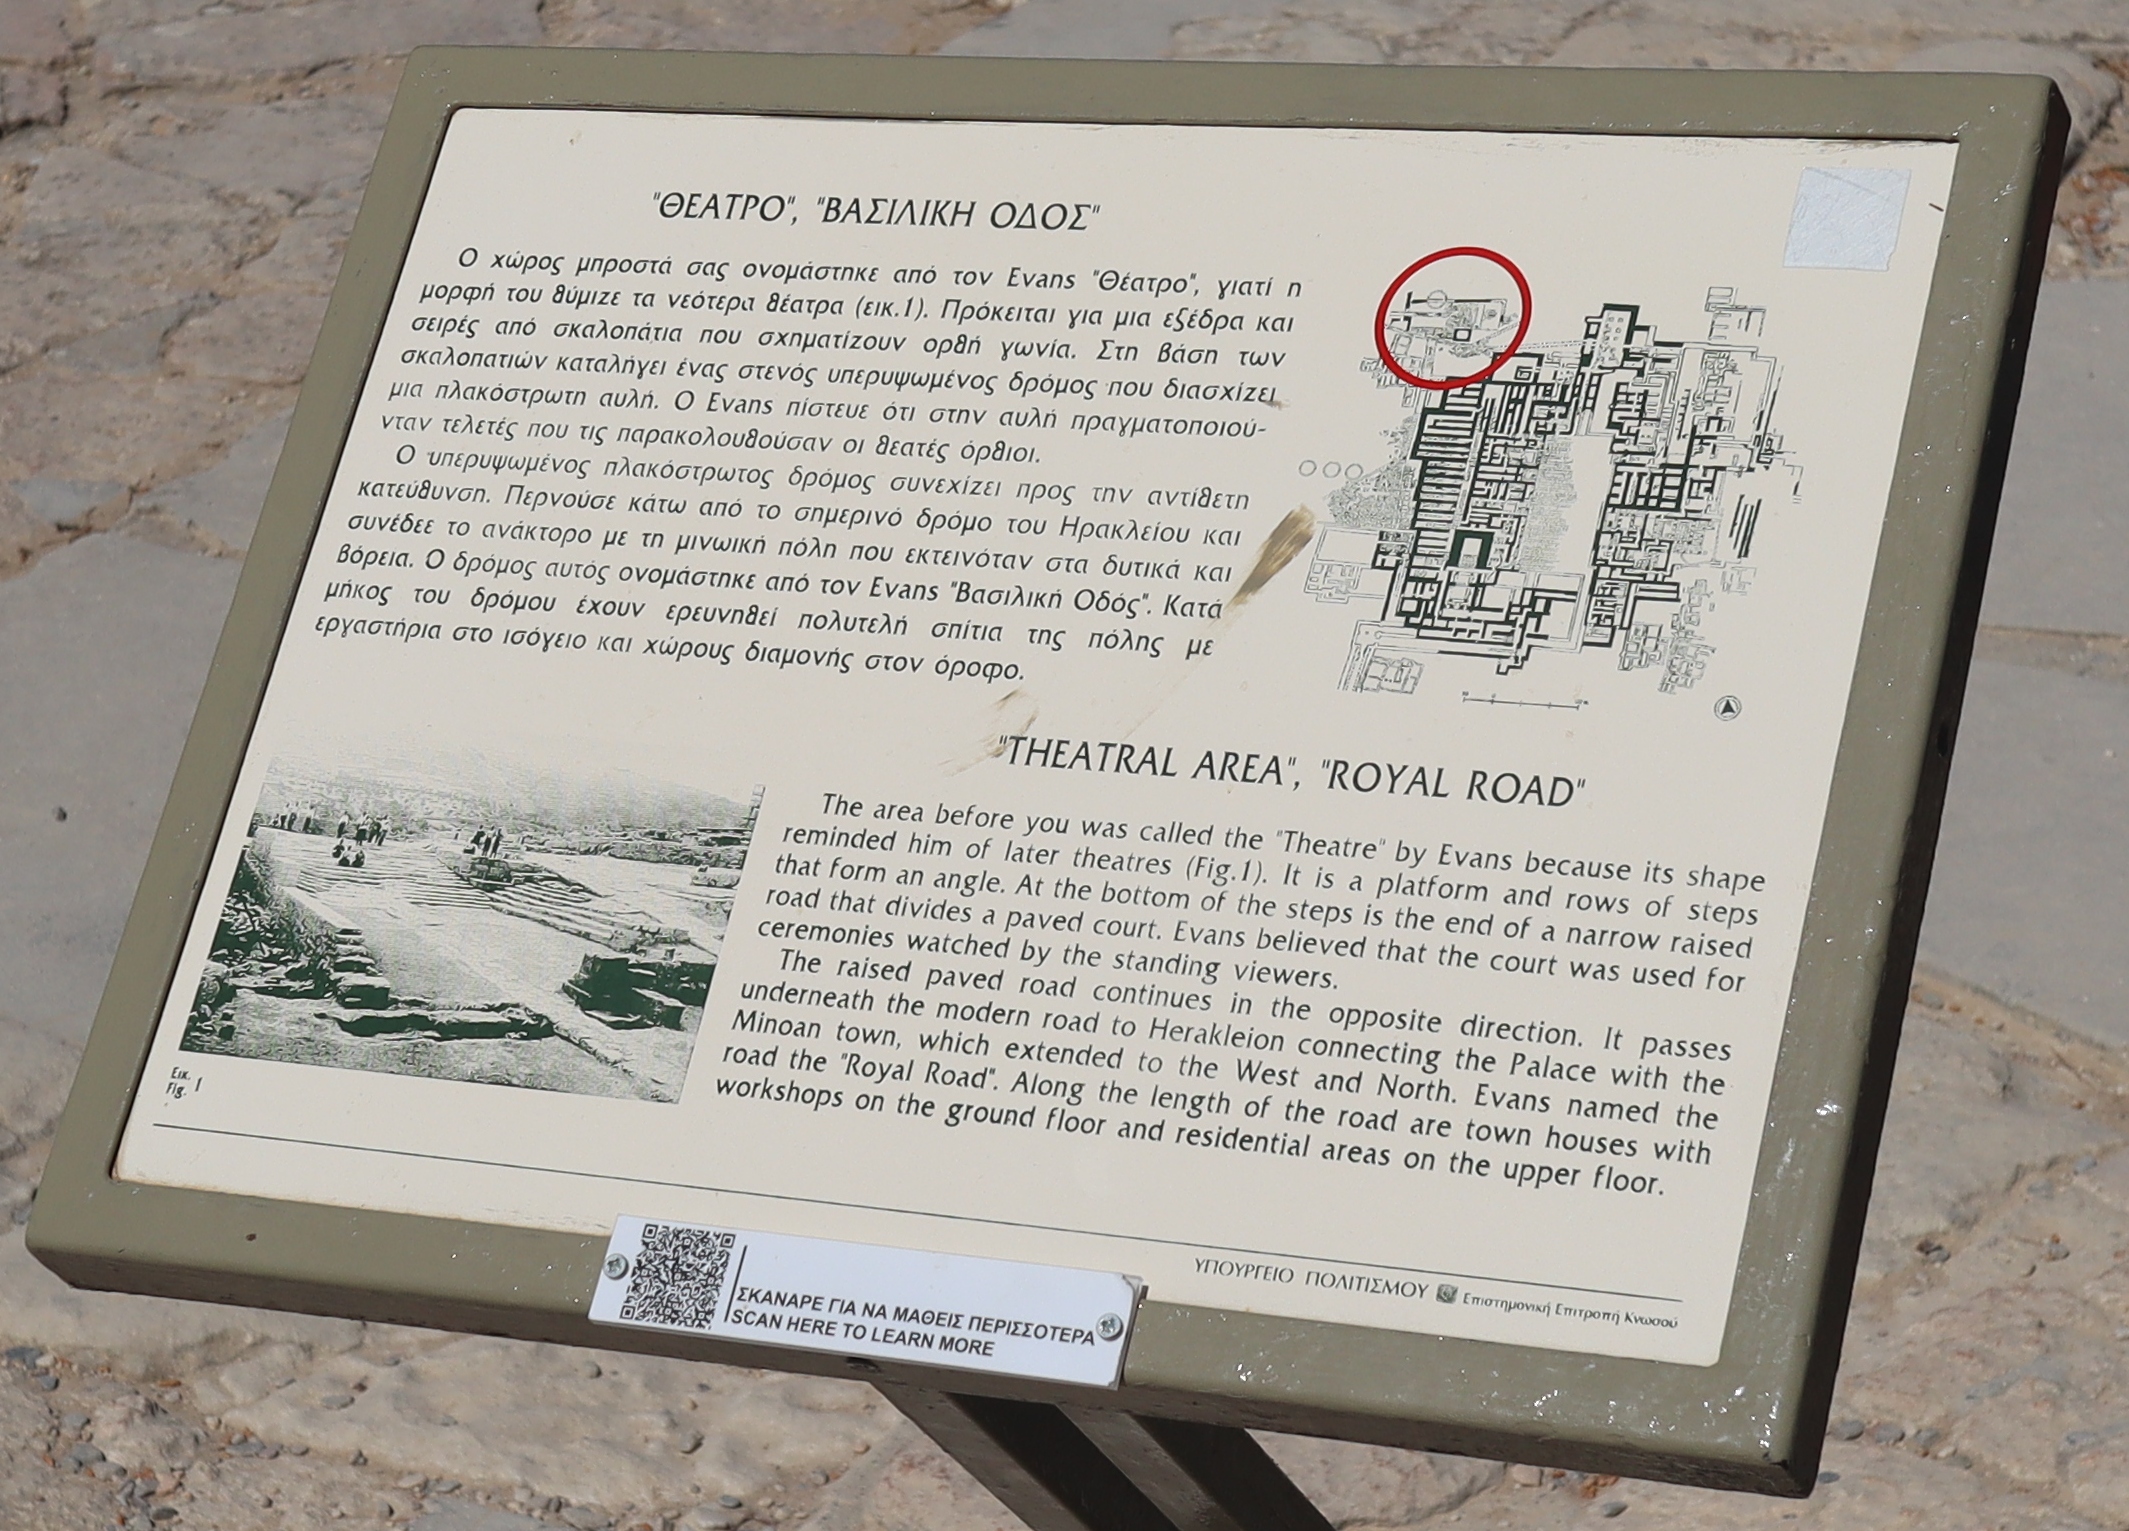 "ΘΕΑΤΡΟ", "ΒΑΣΙΛΙΚΗ ΟΔΟΣ"
Ο χώρος μπροστά σας ονομάστηκε από τον Evans "Θέατρο", γιατί η
μορφή του θύμιζε τα νεότερα θέατρα (εικ.1). Πρόκειται για μια εξέδρα και
σειρές από σκαλοπάτια που σχηματίζουν ορθή γωνία. Στη βάση των
σκαλοπατιών καταλήγει ένας στενός υπερυψωμένος δρόμος που διασχίζει
μια πλακόστρωτη αυλή. Ο Evans πίστευε ότι στην αυλή πραγματοποιού-
νταν τελετές που τις παρακολουθούσαν οι θεατές όρθιοι.
Ο υπερυψωμένος πλακόστρωτος δρόμος συνεχίζει προς την αντίθετη
κατεύθυνση. Περνούσε κάτω από το σημερινό δρόμο του Ηρακλείου και
συνέδεε το ανάκτορο με τη μινωική πόλη που εκτεινόταν στα δυτικά και
βόρεια. Ο δρόμος αυτός ονομάστηκε από τον Evans "Βασιλική Οδός". Κατά
μήκος του δρόμου έχουν ερευνηθεί πολυτελή σπίτια της πόλης με
εργαστήρια στο ισόγειο και χώρους διαμονής στον όροφο.
"THEATRAL AREA", "ROYAL ROAD"
The area before you was called the "Theatre" by Evans because its shape
reminded him of later theatres (Fig.1). It is a platform and rows of steps
that form an angle. At the bottom of the steps is the end of a narrow raised
road that divides a paved court. Evans believed that the court was used for
ceremonies watched by the standing viewers.
The raised paved road continues in the opposite direction. It passes
underneath the modern road to Herakleion connecting the Palace with the
Minoan town, which extended to the West and North. Evans named the
road the "Royal Road". Along the length of the road are town houses with
workshops on the ground floor and residential areas on the upper floor.
Εικ.
Fig. 1
ΥΠΟΥΡΓΕΙΟ ΠΟΛΙΤΙΣΜΟΥ Επιστημονική Επιτροπή Κνωσού
ΣΚΑΝΑΡΕ ΓΙΑ ΝΑ ΜΑΘΕΙΣ ΠΕΡΙΣΣΟΤΕΡΑ
SCAN HERE TO LEARN MORE